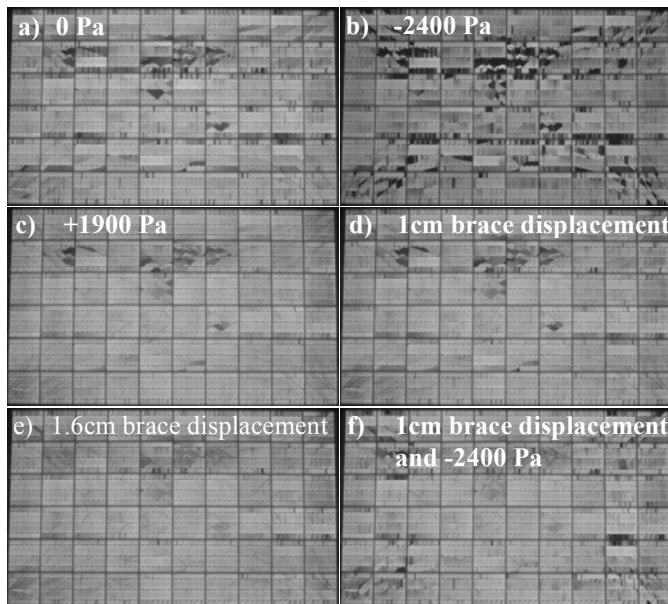 a) 0 Pa
b) -2400 Pa
c) +1900 Pa
d) 1cm brace displacement
e) 1.6cm brace displacement
f) 1cm brace displacement
and -2400 Pa